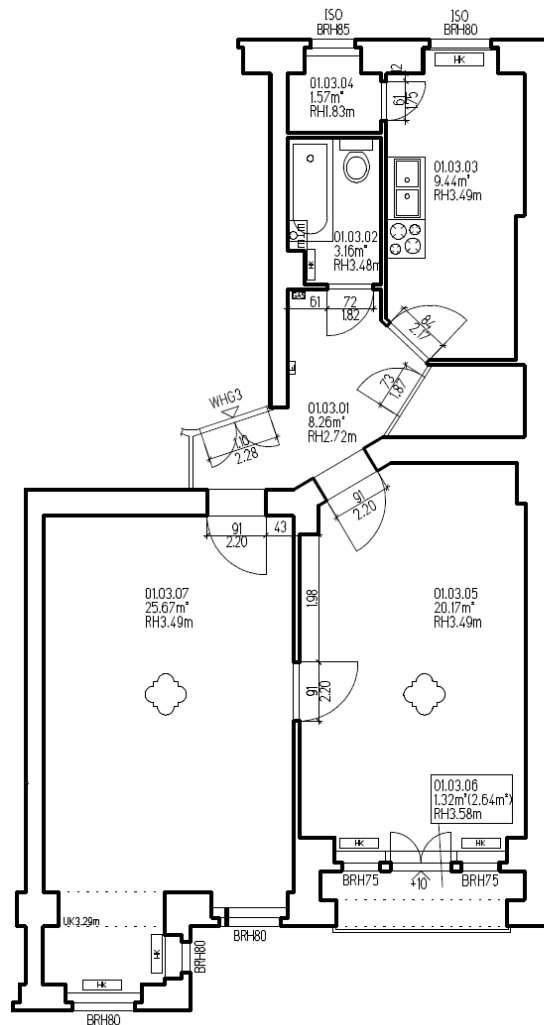 ISO
BRH85
ISO
BRH80
HK
01.03.04
1.57m²
RH1.83m
12
61
1.75
01.03.03
9.44m²
RH3.49m
01.03.02
3.16m²
RH3.48m
HK
GAS
61
72
1.82
84
2.17
E
73
1.87
WHG3
1.10
2.28
01.03.01
8.26m²
RH2.72m
91
2.20
91
2.20
43
01.03.07
25.67m²
RH3.49m
1.98
01.03.05
20.17m²
RH3.49m
91
2.20
01.03.06
1.32m²(2.64m²)
RH3.58m
HK
HK
BRH75
+10
BRH75
UK3.29m
HK
BRH80
BRH80
HK
BRH80